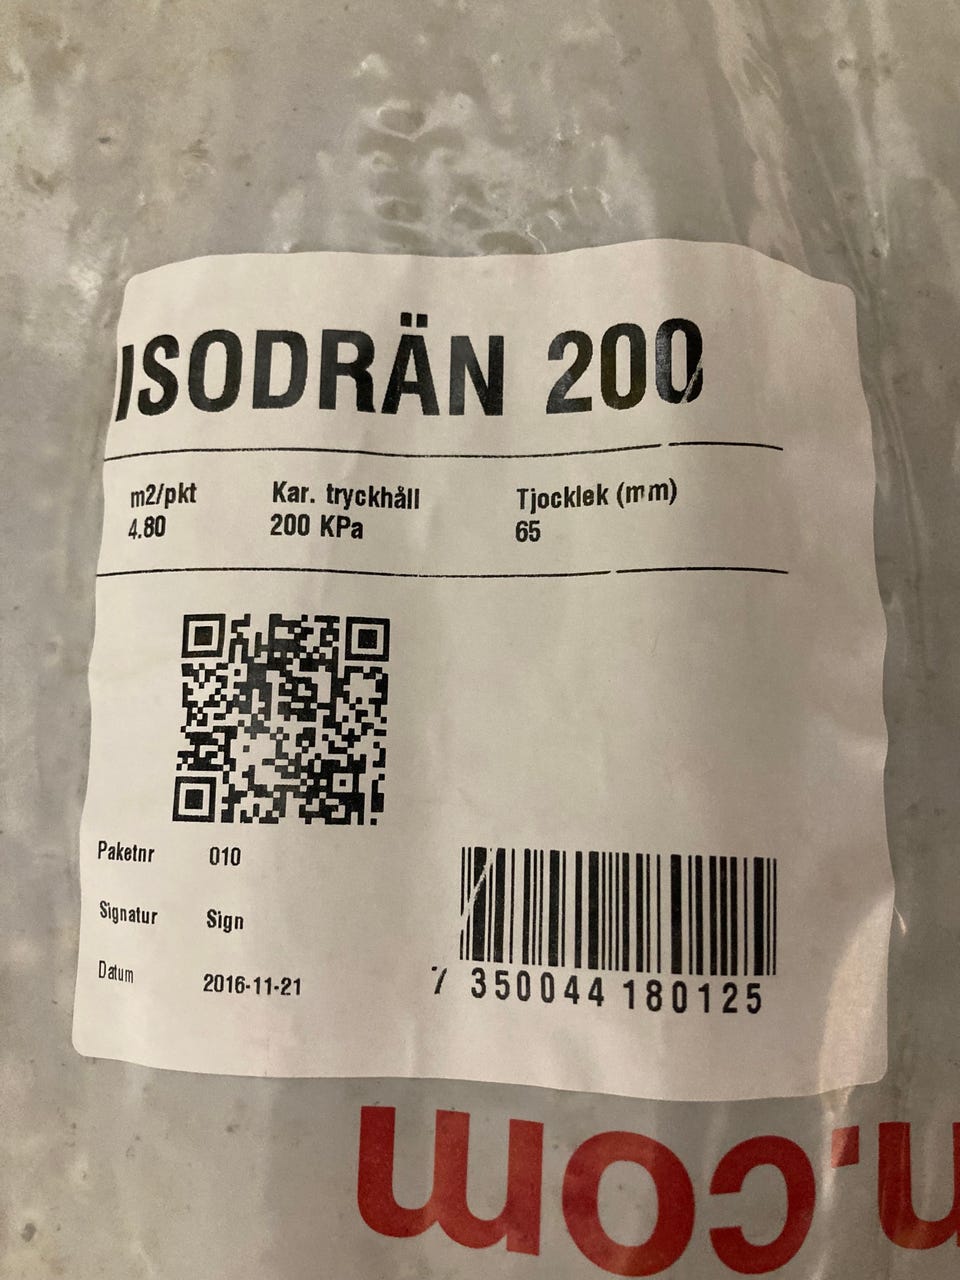 ISODRÄN 200
m2/pkt Kar. tryckhåll Tjocklek (mm)
4.80 200 KPa 65
Paketnr 010
Signatur Sign
Datum 2016-11-21
7 350044 180125
n.com